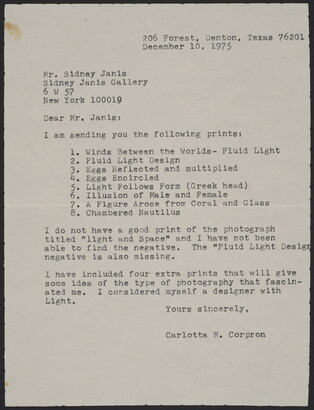 206 Forest, Denton, Texas 76201
December 10, 1975
Mr. Sidney Janis
Sidney Janis Gallery
6 W 57
New York 100019
Dear Mr. Janis:
I am sending you the following prints:
1. Winds Between the Worlds- Fluid Light
2. Fluid Light Design
3. Eggs Reflected and multiplied
4. Eggs Encircled
5. Light Follows Form (Greek head)
6. Illusion of Male and Female
7. A Figure Arose from Coral and Glass
8. Chambered Nautilus
I do not have a good print of the photograph
titled "light and Space" and I have not been
able to find the negative. The "Fluid Light Design
negative is also missing.
I have included four extra prints that will give
some idea of the type of photography that fascin-
ated me. I considered myself a designer with
Light.
Yours sincerely,
Carlotta M. Corpron